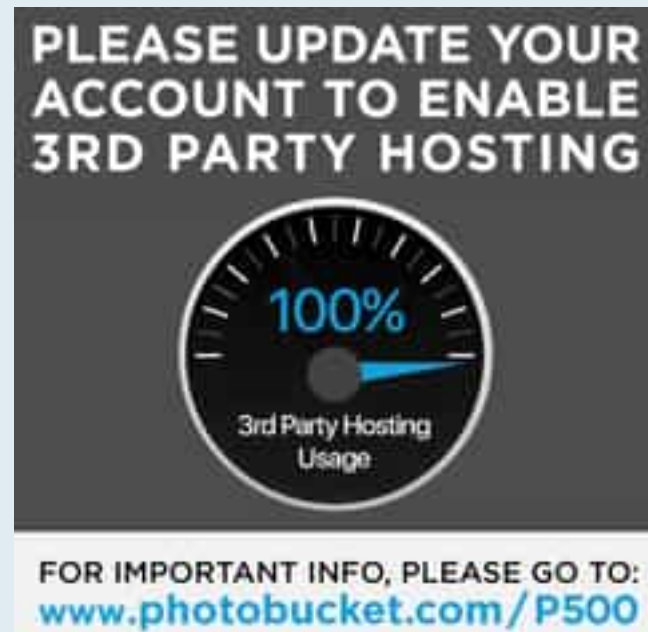 PLEASE UPDATE YOUR
ACCOUNT TO ENABLE
3RD PARTY HOSTING
100%
3rd Party Hosting
Usage
FOR IMPORTANT INFO, PLEASE GO TO:
www.photobucket.com/P500